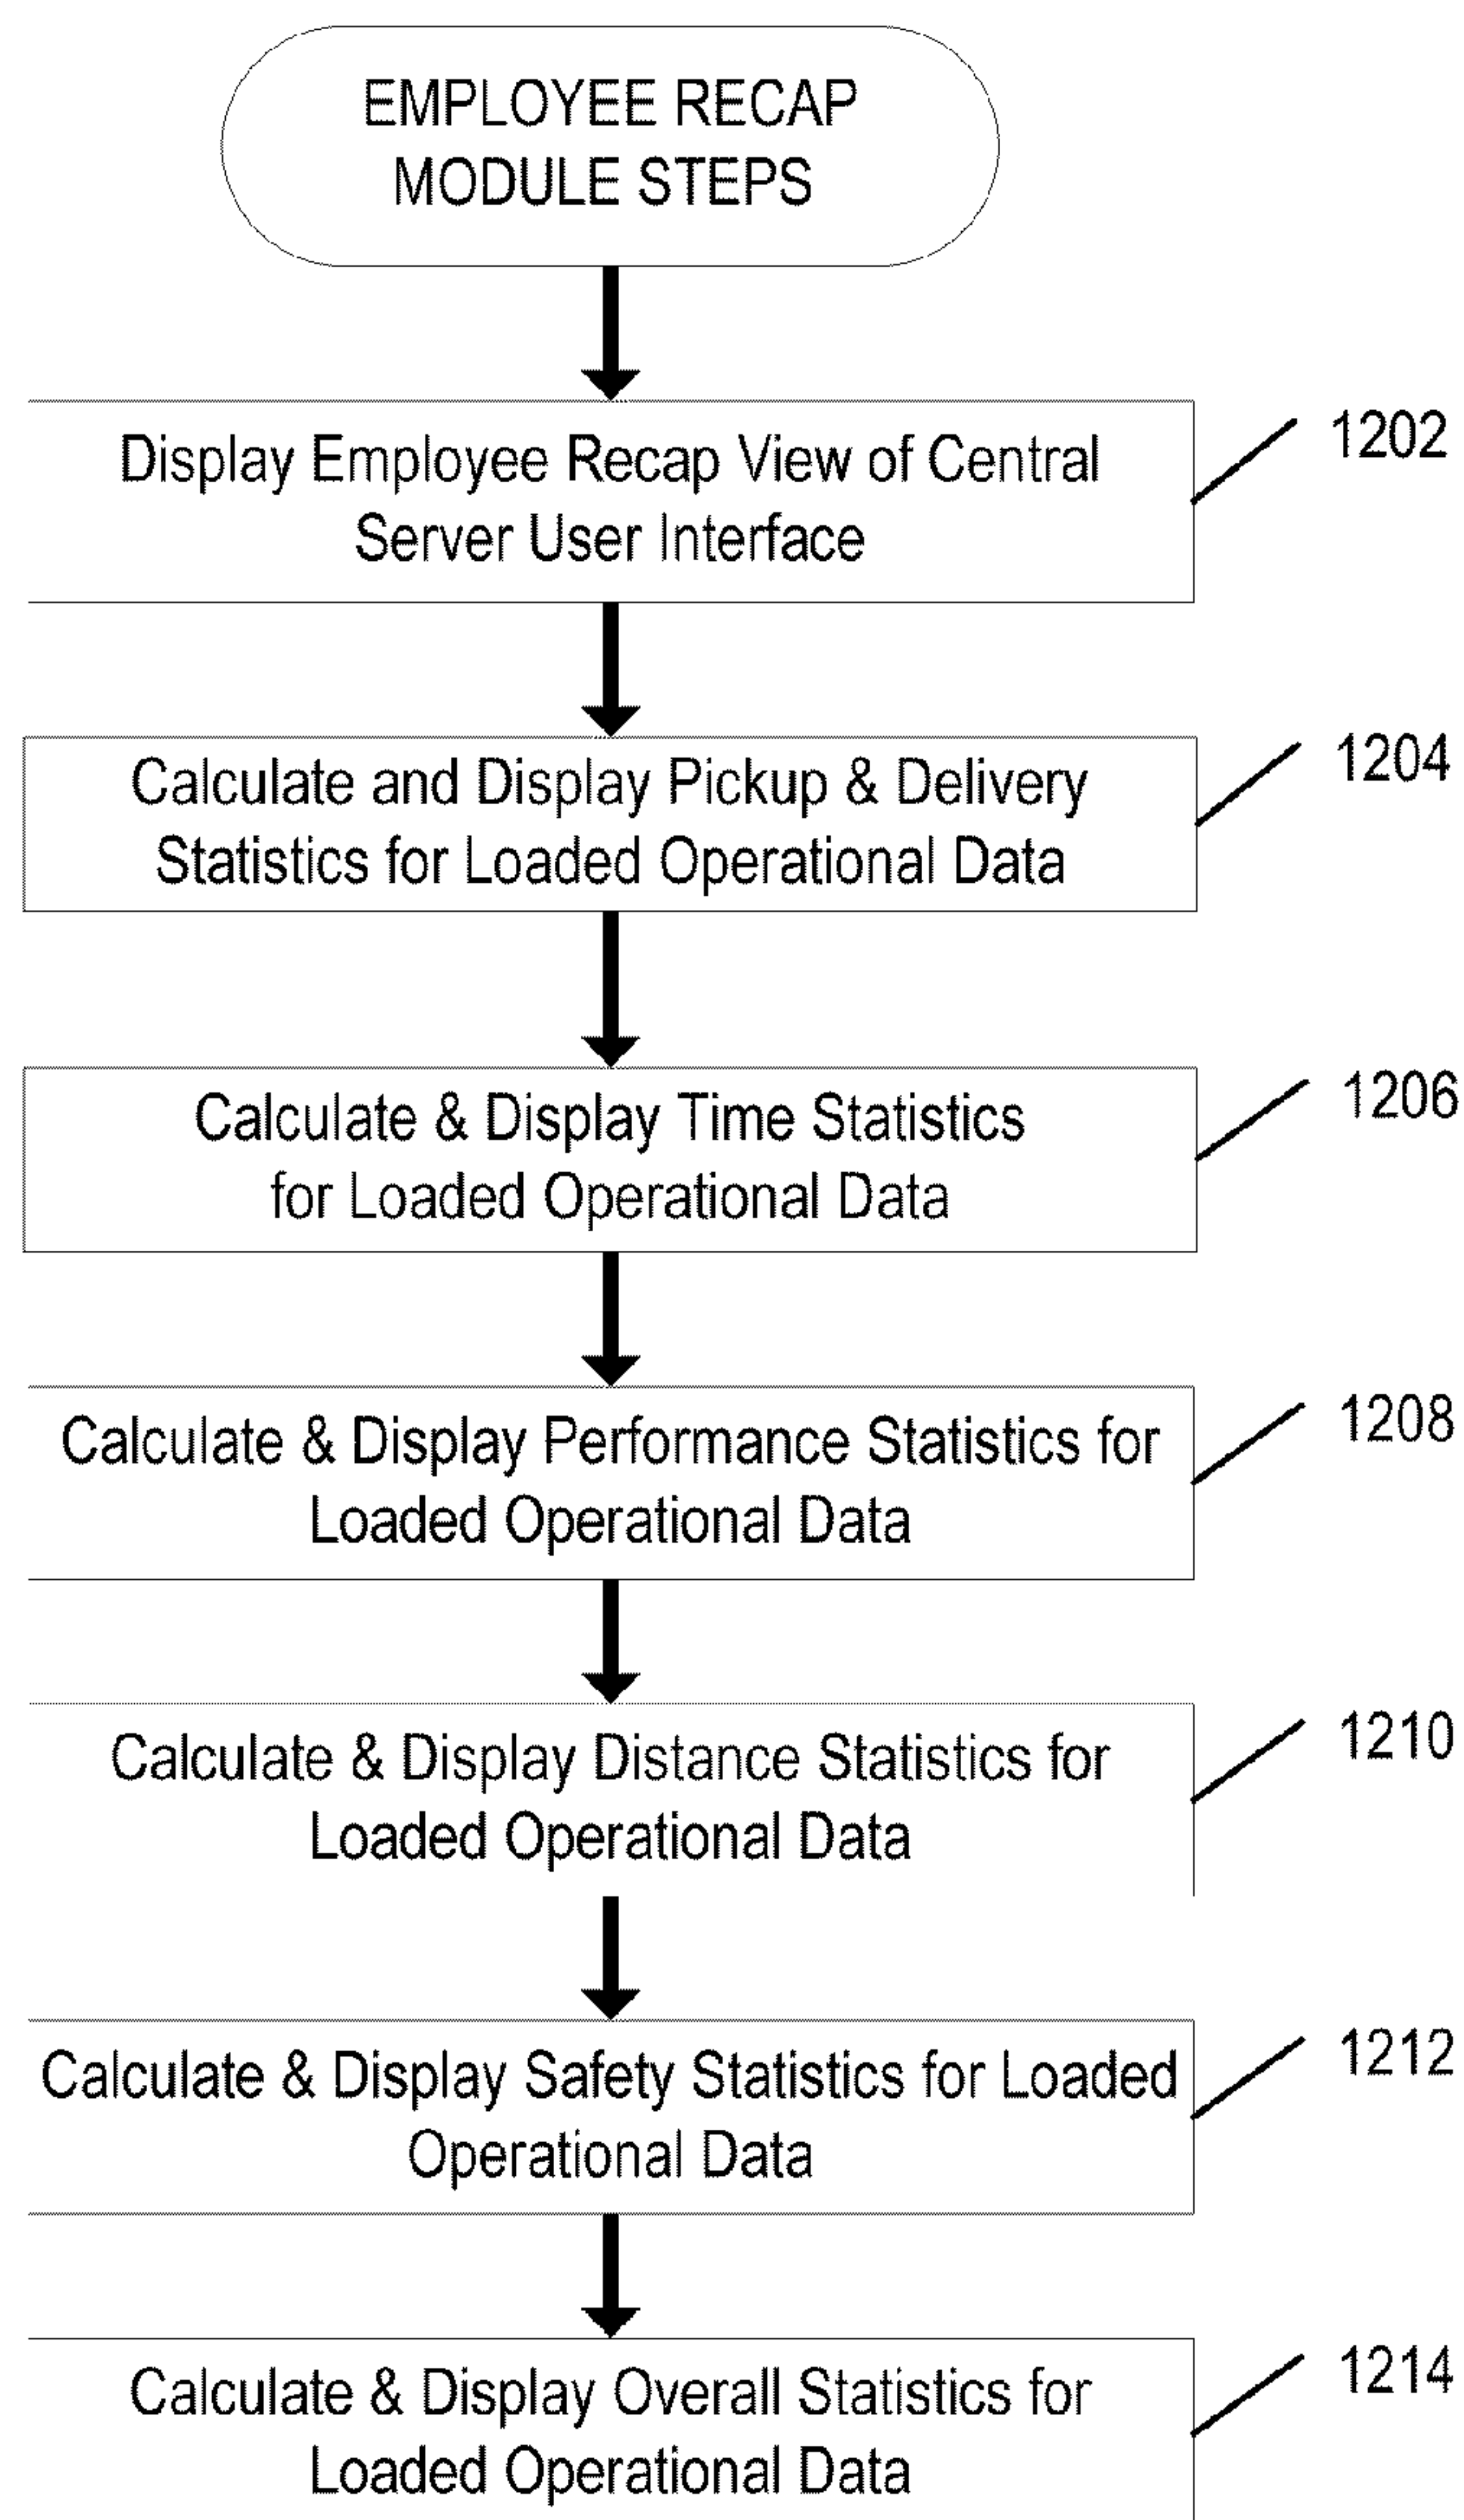 EMPLOYEE RECAP
MODULE STEPS
Display Employee Recap View of Central
Server User Interface
1202
Calculate and Display Pickup & Delivery
Statistics for Loaded Operational Data
1204
Calculate & Display Time Statistics
for Loaded Operational Data
1206
Calculate & Display Performance Statistics for
Loaded Operational Data
1208
Calculate & Display Distance Statistics for
Loaded Operational Data
1210
Calculate & Display Safety Statistics for Loaded
Operational Data
1212
Calculate & Display Overall Statistics for
Loaded Operational Data
1214